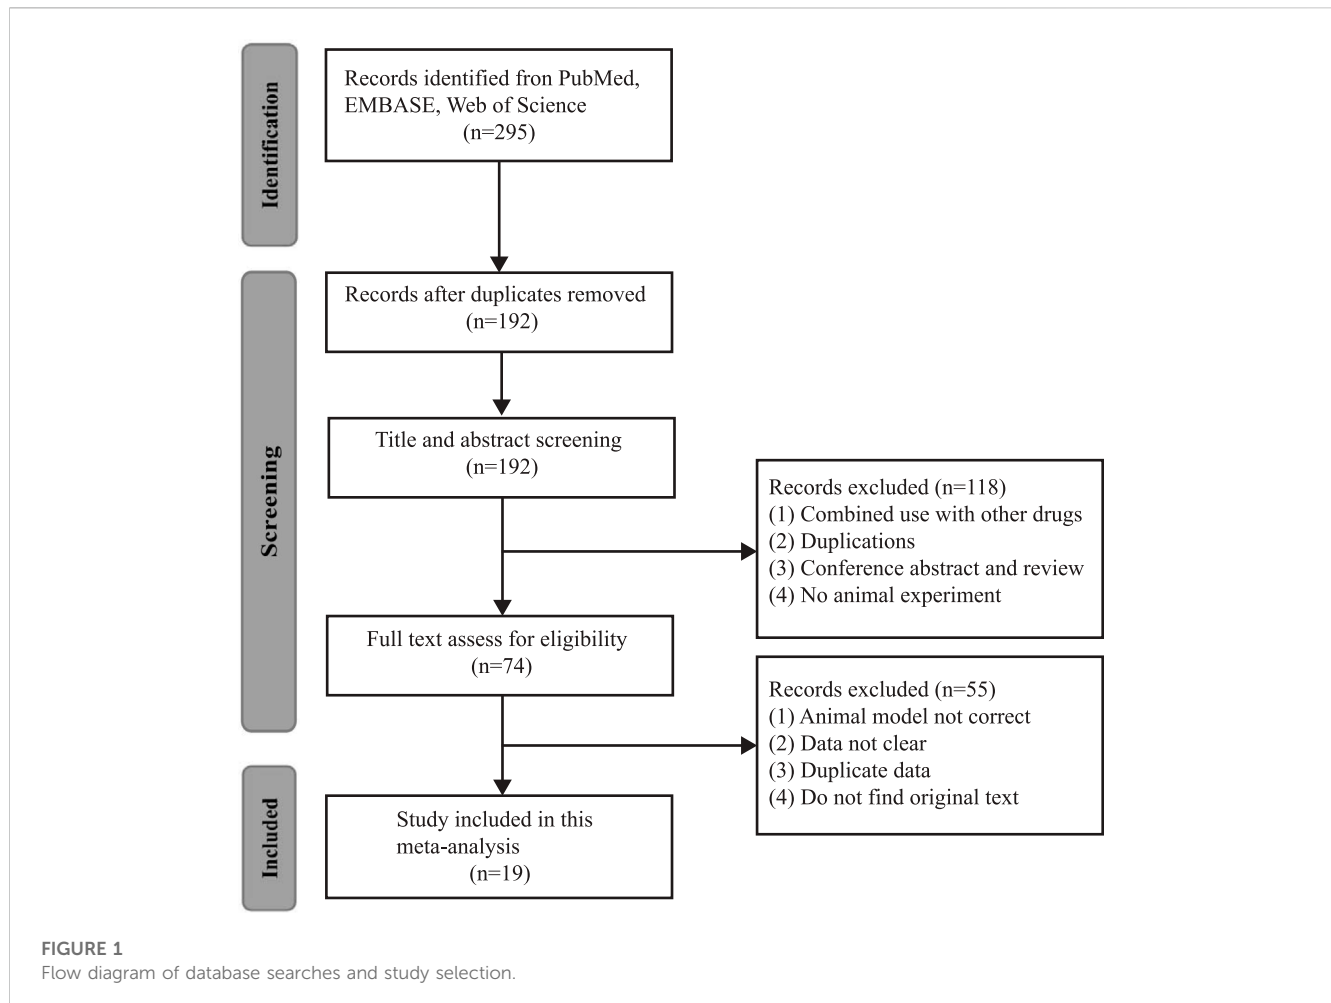 Identification
Records identified fron PubMed,
EMBASE, Web of Science
(n=295)
Screening
Records after duplicates removed
(n=192)
Title and abstract screening
(n=192)
Records excluded (n=118)
(1) Combined use with other drugs
(2) Duplications
(3) Conference abstract and review
(4) No animal experiment
Full text assess for eligibility
(n=74)
Records excluded (n=55)
(1) Animal model not correct
(2) Data not clear
(3) Duplicate data
(4) Do not find original text
Included
Study included in this
meta-analysis
(n=19)
FIGURE 1
Flow diagram of database searches and study selection.